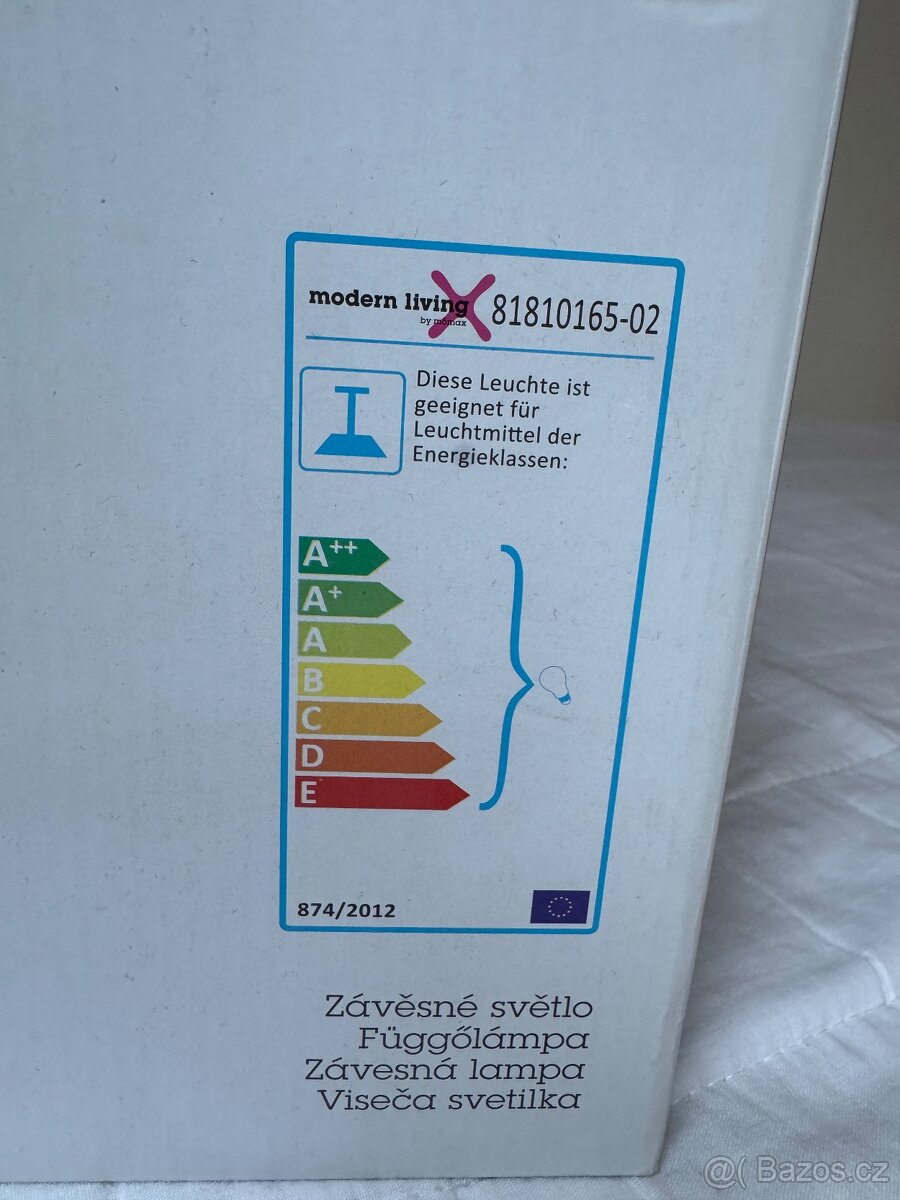 modern living
by mömax
81810165-02
Diese Leuchte ist
geeignet für
Leuchtmittel der
Energieklassen:
A++
A+
A
B
C
D
E
874/2012
Závěsné světlo
Függőlámpa
Závesná lampa
Viseča svetilka
@( Bazos.cz